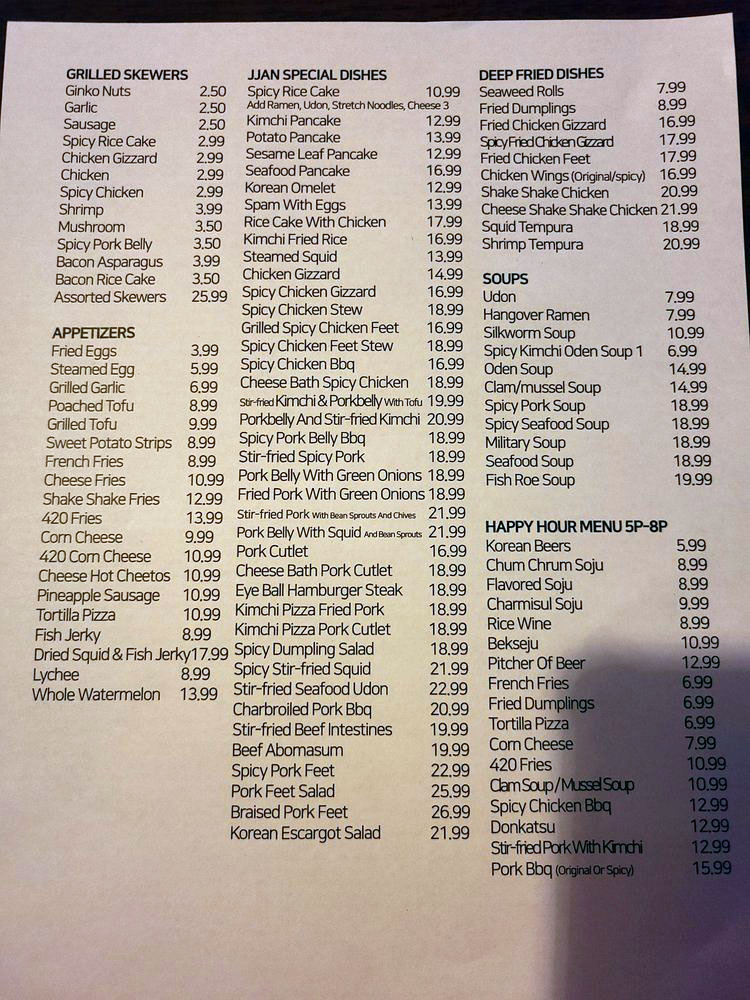 GRILLED SKEWERS
Ginko Nuts 2.50
Garlic 2.50
Sausage 2.50
Spicy Rice Cake 2.99
Chicken Gizzard 2.99
Chicken 2.99
Spicy Chicken 2.99
Shrimp 3.99
Mushroom 3.50
Spicy Pork Belly 3.50
Bacon Asparagus 3.99
Bacon Rice Cake 3.50
Assorted Skewers 25.99
APPETIZERS
Fried Eggs 3.99
Steamed Egg 5.99
Grilled Garlic 6.99
Poached Tofu 8.99
Grilled Tofu 9.99
Sweet Potato Strips 8.99
French Fries 8.99
Cheese Fries 10.99
Shake Shake Fries 12.99
420 Fries 13.99
Corn Cheese 9.99
420 Corn Cheese 10.99
Cheese Hot Cheetos 10.99
Pineapple Sausage 10.99
Tortilla Pizza 10.99
Fish Jerky 8.99
Dried Squid & Fish Jerky 17.99
Lychee 8.99
Whole Watermelon 13.99
JJAN SPECIAL DISHES
Spicy Rice Cake 10.99
Add Ramen, Udon, Stretch Noodles, Cheese 3
Kimchi Pancake 12.99
Potato Pancake 13.99
Sesame Leaf Pancake 12.99
Seafood Pancake 16.99
Korean Omelet 12.99
Spam With Eggs 13.99
Rice Cake With Chicken 17.99
Kimchi Fried Rice 16.99
Steamed Squid 13.99
Chicken Gizzard 14.99
Spicy Chicken Gizzard 16.99
Spicy Chicken Stew 18.99
Grilled Spicy Chicken Feet 16.99
Spicy Chicken Feet Stew 18.99
Spicy Chicken Bbq 16.99
Cheese Bath Spicy Chicken 18.99
Stir-fried Kimchi & Porkbelly With Tofu 19.99
Porkbelly And Stir-fried Kimchi 20.99
Spicy Pork Belly Bbq 18.99
Stir-fried Spicy Pork 18.99
Pork Belly With Green Onions 18.99
Fried Pork With Green Onions 18.99
Stir-fried Pork With Bean Sprouts And Chives 21.99
Pork Belly With Squid And Bean Sprouts 21.99
Pork Cutlet 16.99
Cheese Bath Pork Cutlet 18.99
Eye Ball Hamburger Steak 18.99
Kimchi Pizza Fried Pork 18.99
Kimchi Pizza Pork Cutlet 18.99
Spicy Dumpling Salad 18.99
Spicy Stir-fried Squid 21.99
Stir-fried Seafood Udon 22.99
Charbroiled Pork Bbq 20.99
Stir-fried Beef Intestines 19.99
Beef Abomasum 19.99
Spicy Pork Feet 22.99
Pork Feet Salad 25.99
Braised Pork Feet 26.99
Korean Escargot Salad 21.99
DEEP FRIED DISHES
Seaweed Rolls 7.99
Fried Dumplings 8.99
Fried Chicken Gizzard 16.99
Spicy Fried Chicken Gizzard 17.99
Fried Chicken Feet 17.99
Chicken Wings (Original/spicy) 16.99
Shake Shake Chicken 20.99
Cheese Shake Shake Chicken 21.99
Squid Tempura 18.99
Shrimp Tempura 20.99
SOUPS
Udon 7.99
Hangover Ramen 7.99
Silkworm Soup 10.99
Spicy Kimchi Oden Soup 1 6.99
Oden Soup 14.99
Clam/mussel Soup 14.99
Spicy Pork Soup 18.99
Spicy Seafood Soup 18.99
Military Soup 18.99
Seafood Soup 18.99
Fish Roe Soup 19.99
HAPPY HOUR MENU 5P-8P
Korean Beers 5.99
Chum Chrum Soju 8.99
Flavored Soju 8.99
Charmisul Soju 9.99
Rice Wine 8.99
Bekseju 10.99
Pitcher Of Beer 12.99
French Fries 6.99
Fried Dumplings 6.99
Tortilla Pizza 6.99
Corn Cheese 7.99
420 Fries 10.99
Clam Soup / Mussel Soup 10.99
Spicy Chicken Bbq 12.99
Donkatsu 12.99
Stir-fried Pork With Kimchi 12.99
Pork Bbq (Original Or Spicy) 15.99